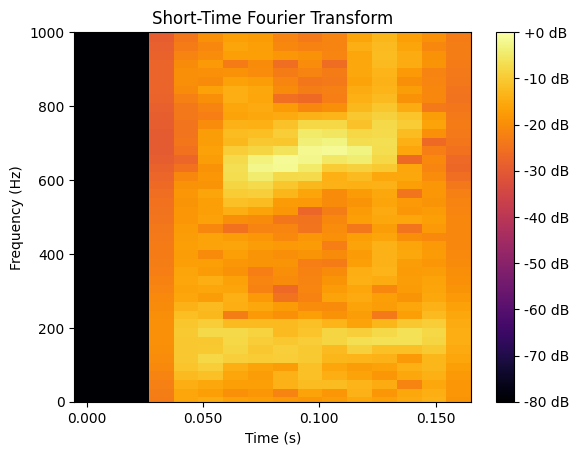 Short-Time Fourier Transform
1000
800
600
400
200
0
Frequency (Hz)
0.000
0.050
0.100
0.150
Time (s)
+0 dB
-10 dB
-20 dB
-30 dB
-40 dB
-50 dB
-60 dB
-70 dB
-80 dB